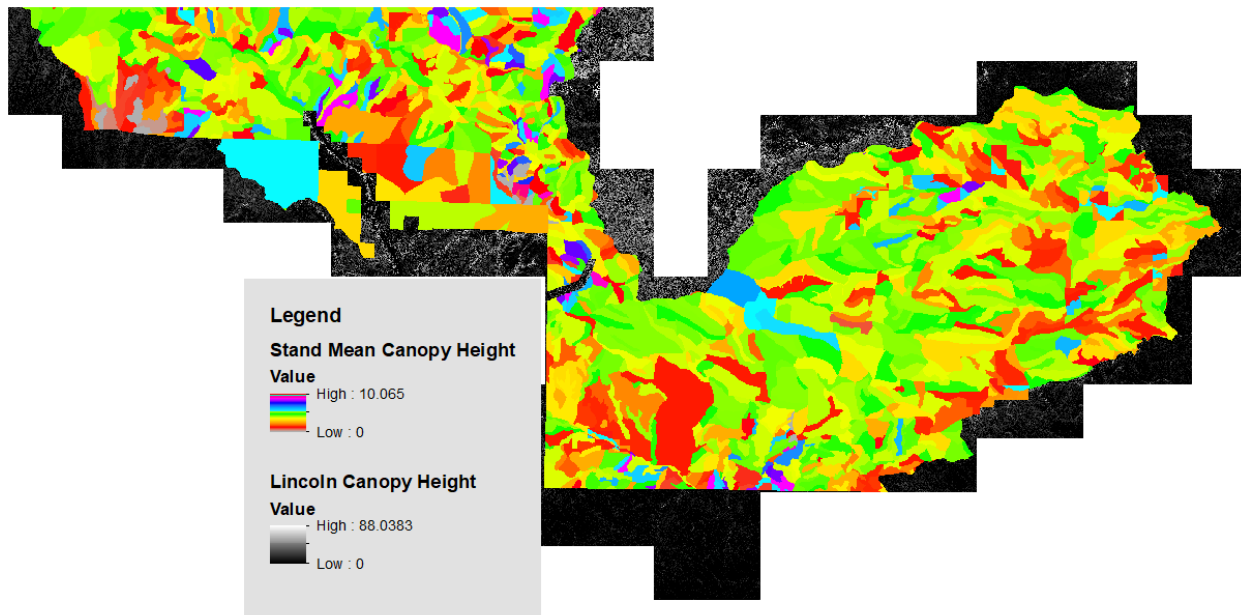 Legend
Stand Mean Canopy Height
Value
High : 10.065
Low : 0
Lincoln Canopy Height
Value
High : 88.0383
Low : 0